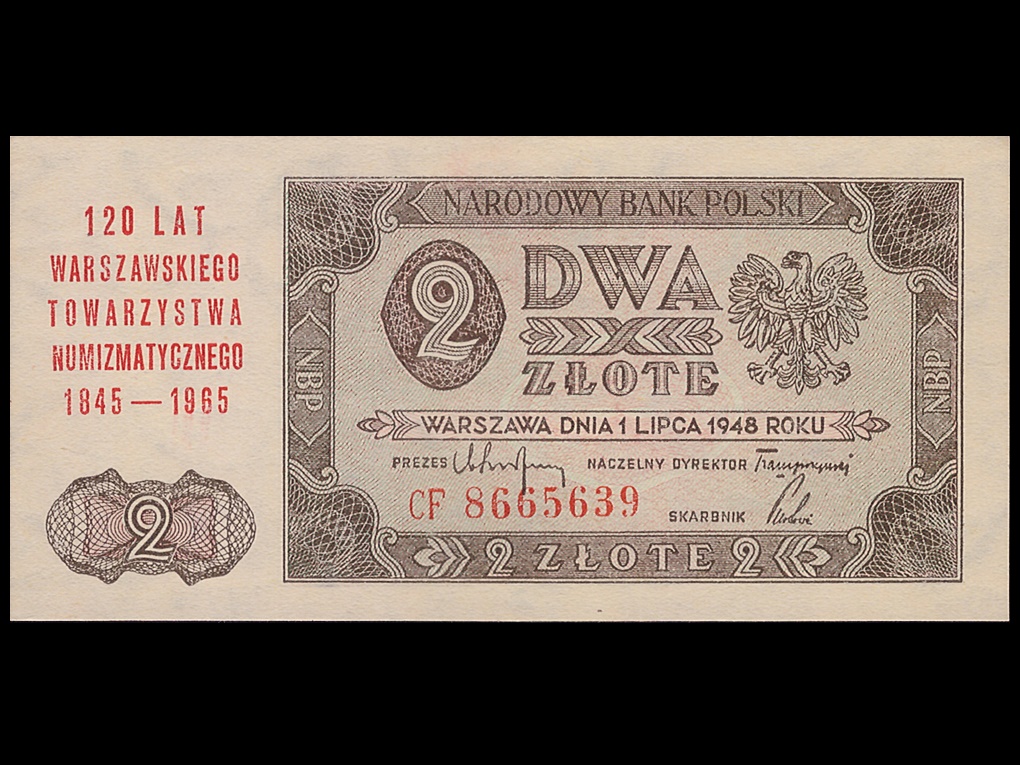 120 LAT
WARSZAWSKIEGO
TOWARZYSTWA
NUMIZMATYCZNEGO
1845 — 1965
2
NARODOWY BANK POLSKI
2
DWA
ZŁOTE
NBP
NBP
WARSZAWA DNIA 1 LIPCA 1948 ROKU
PREZES NACZELNY DYREKTOR
CF 8665639
SKARBNIK
2 ZŁOTE 2